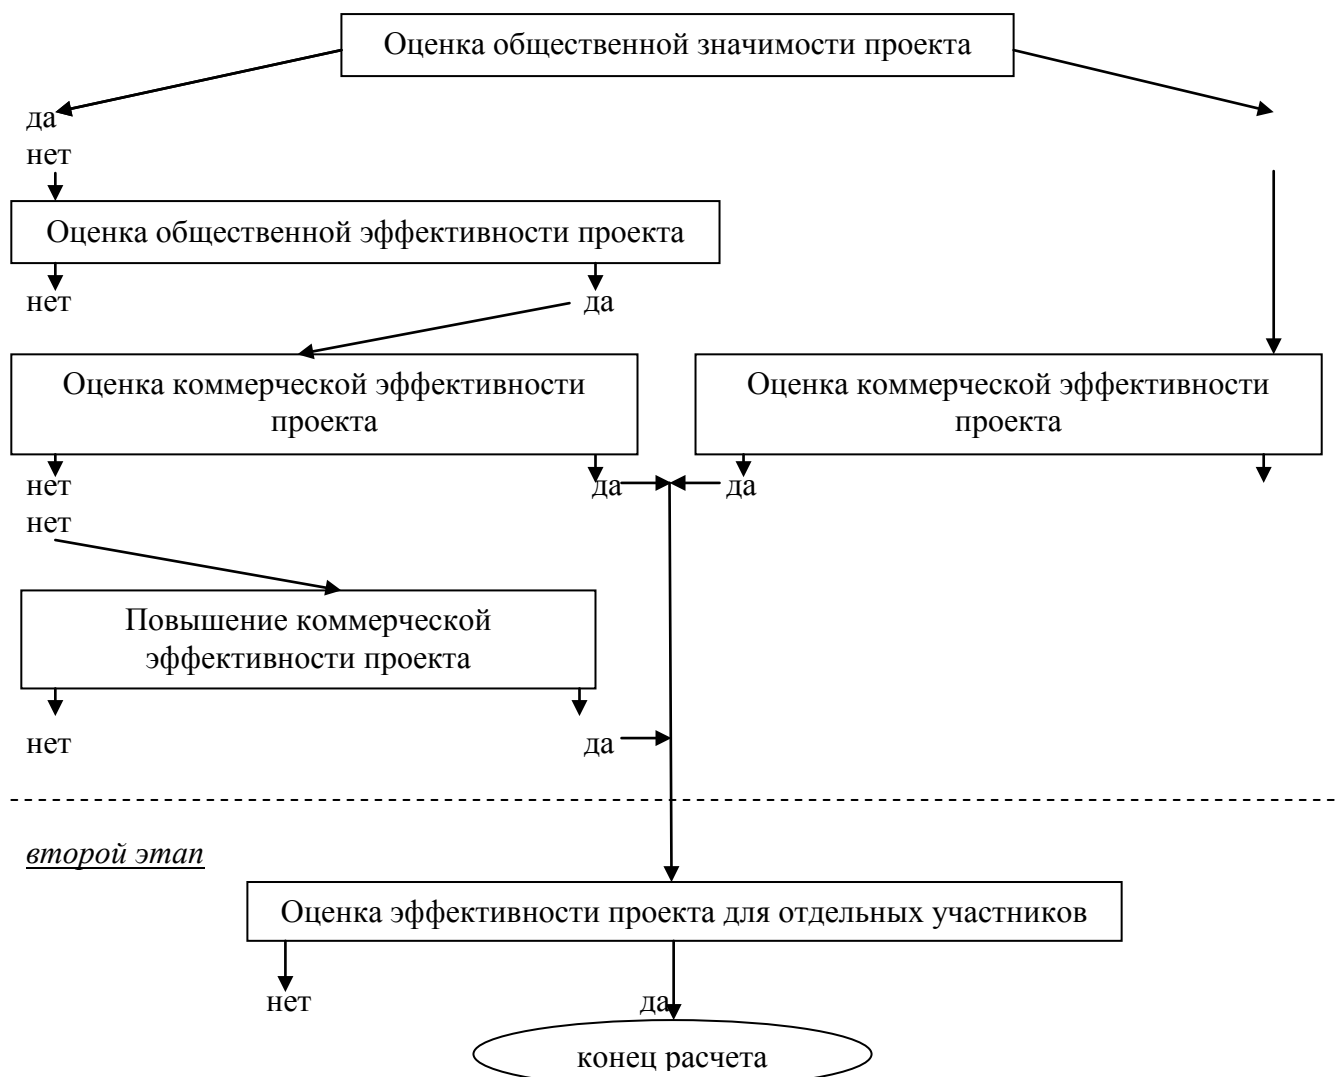 Оценка общественной значимости проекта
да
нет
Оценка общественной эффективности проекта
нет да
Оценка коммерческой эффективности
проекта
Оценка коммерческой эффективности
проекта
нет да да
нет
Повышение коммерческой
эффективности проекта
нет да
второй этап
Оценка эффективности проекта для отдельных участников
нет да
конец расчета